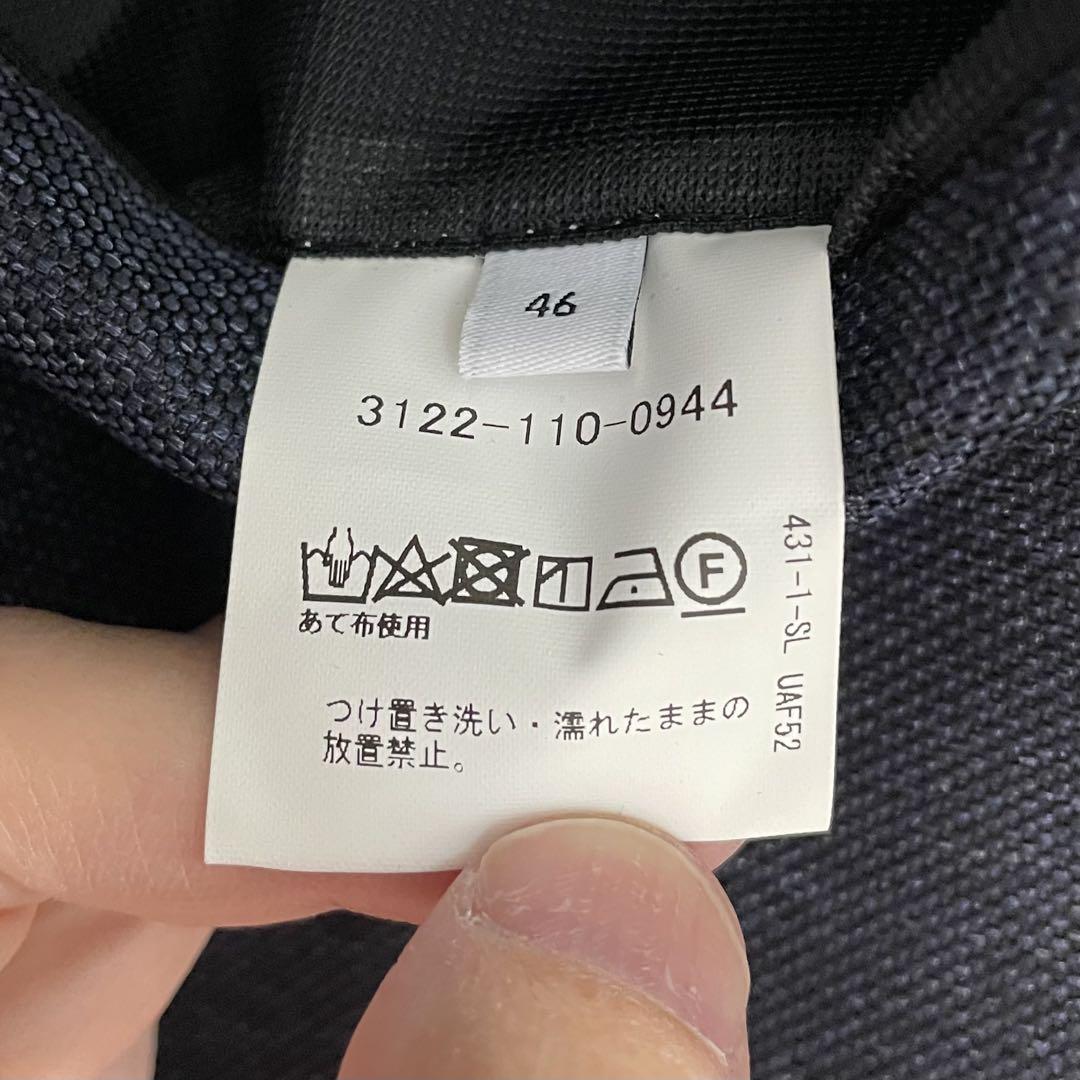 46
3122-110-0944
F
あて布使用
つけ置き洗い・濡れたままの
放置禁止。
431-1-SL UAF52